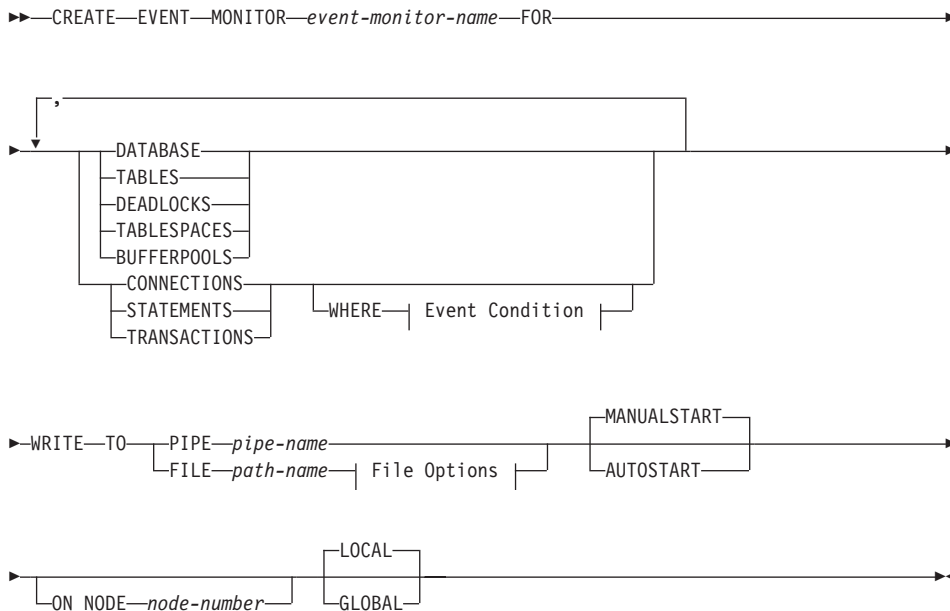 CREATE EVENT MONITOR event-monitor-name FOR
,
DATABASE
TABLES
DEADLOCKS
TABLESPACES
BUFFERPOOLS
CONNECTIONS
STATEMENTS
TRANSACTIONS
WHERE Event Condition
MANUALSTART
WRITE TO PIPE pipe-name
FILE path-name File Options
AUTOSTART
LOCAL
ON NODE node-number
GLOBAL